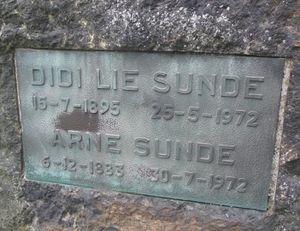 DIDI LIE SUNDE
15-7-1895 25-5-1972
ARNE SUNDE
6-12-1883 30-7-1972